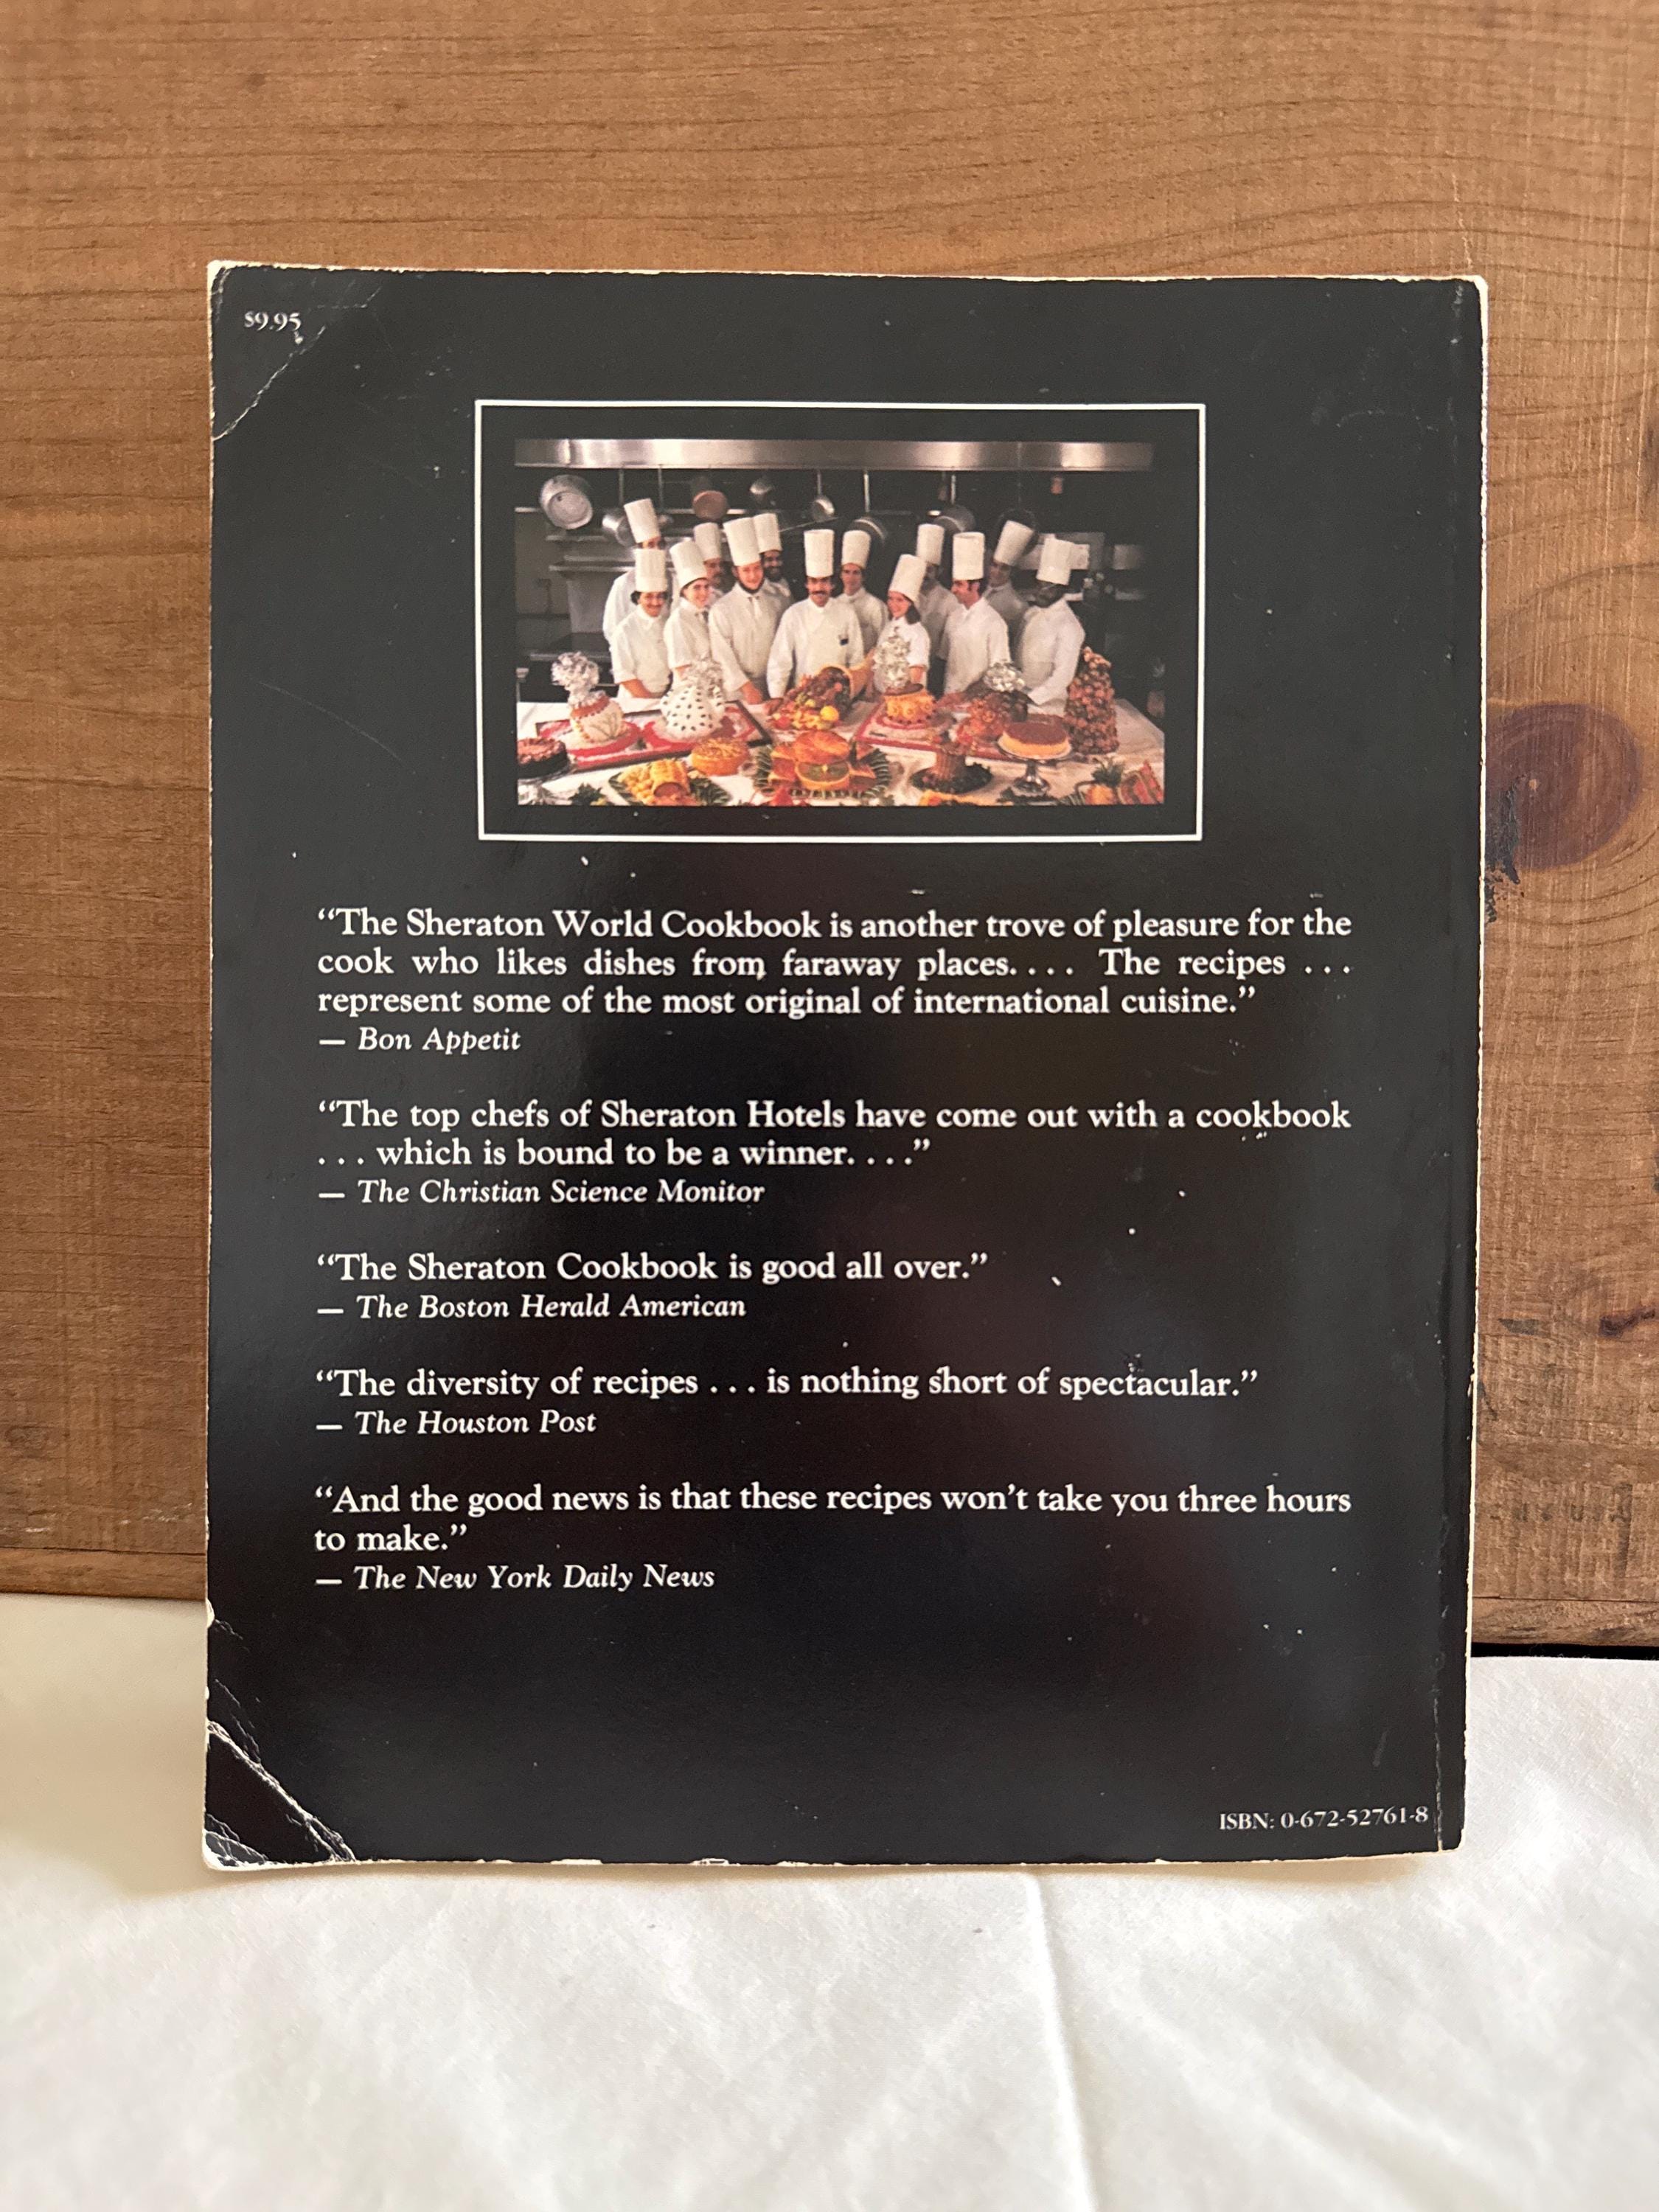 $9.95
“The Sheraton World Cookbook is another trove of pleasure for the
cook who likes dishes from faraway places. . . . The recipes . . .
represent some of the most original of international cuisine.”
— Bon Appetit
“The top chefs of Sheraton Hotels have come out with a cookbook
. . . which is bound to be a winner. . . .”
— The Christian Science Monitor
“The Sheraton Cookbook is good all over.”
— The Boston Herald American
“The diversity of recipes . . . is nothing short of spectacular.”
— The Houston Post
“And the good news is that these recipes won’t take you three hours
to make.”
— The New York Daily News
ISBN: 0-672-52761-8